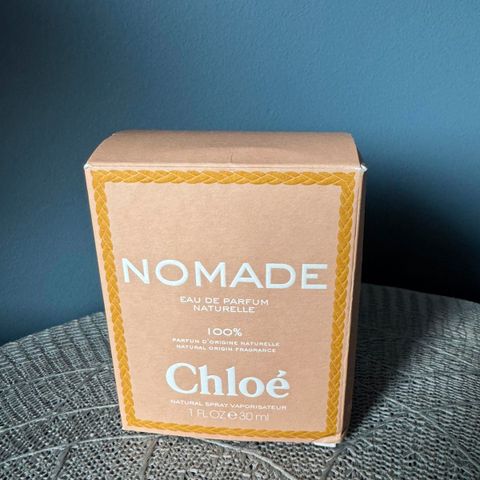 NOMADE
EAU DE PARFUM
NATURELLE
100%
PARFUM D'ORIGINE NATURELLE
NATURAL ORIGIN FRAGRANCE
Chloé
NATURAL SPRAY VAPORISATEUR
1 FL OZ ℮ 30 ml